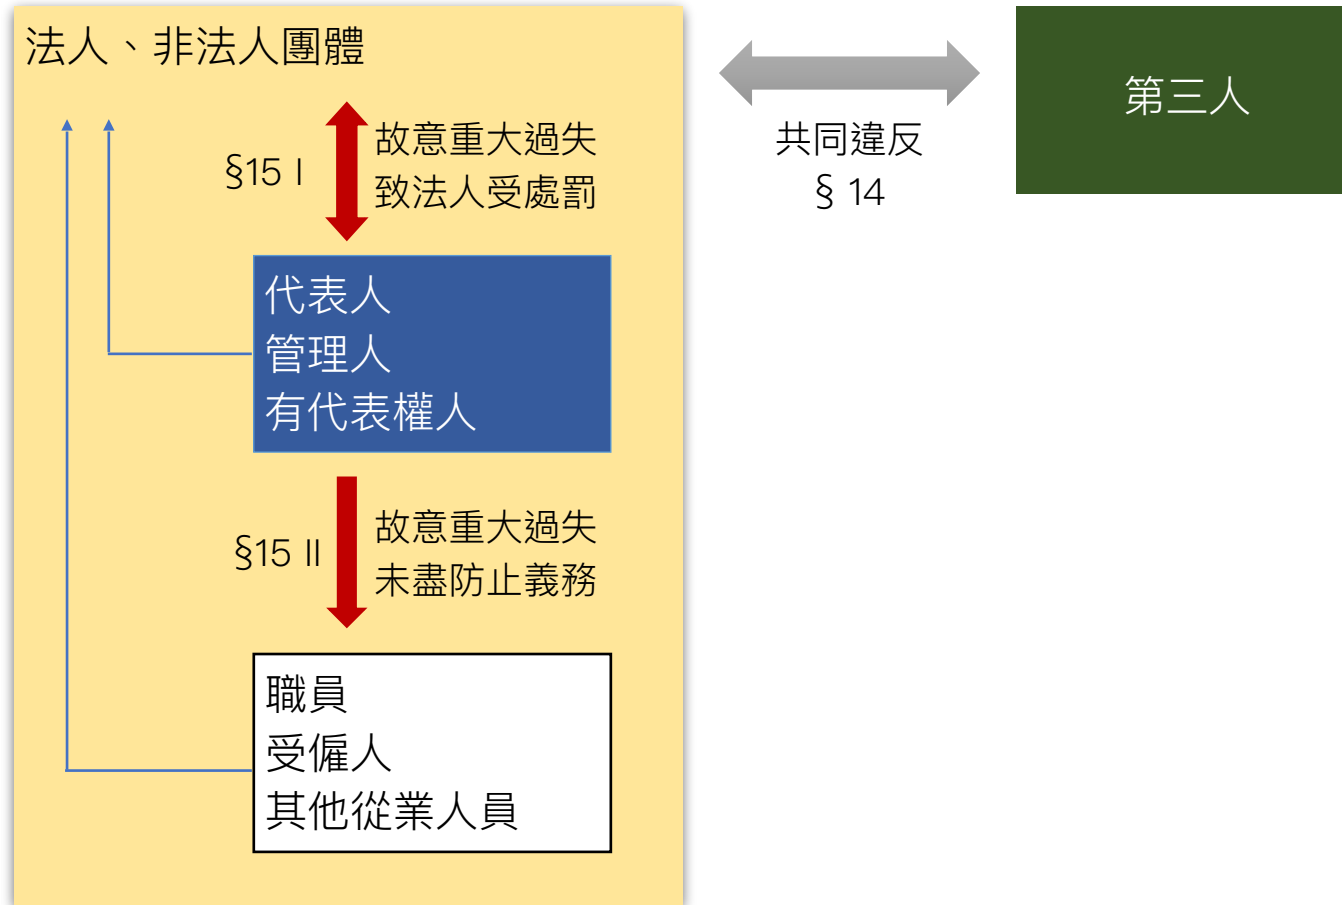 法人、非法人團體
§15 I
故意重大過失
致法人受處罰
代表人
管理人
有代表權人
§15 II
故意重大過失
未盡防止義務
職員
受僱人
其他從業人員
共同違反
§ 14
第三人